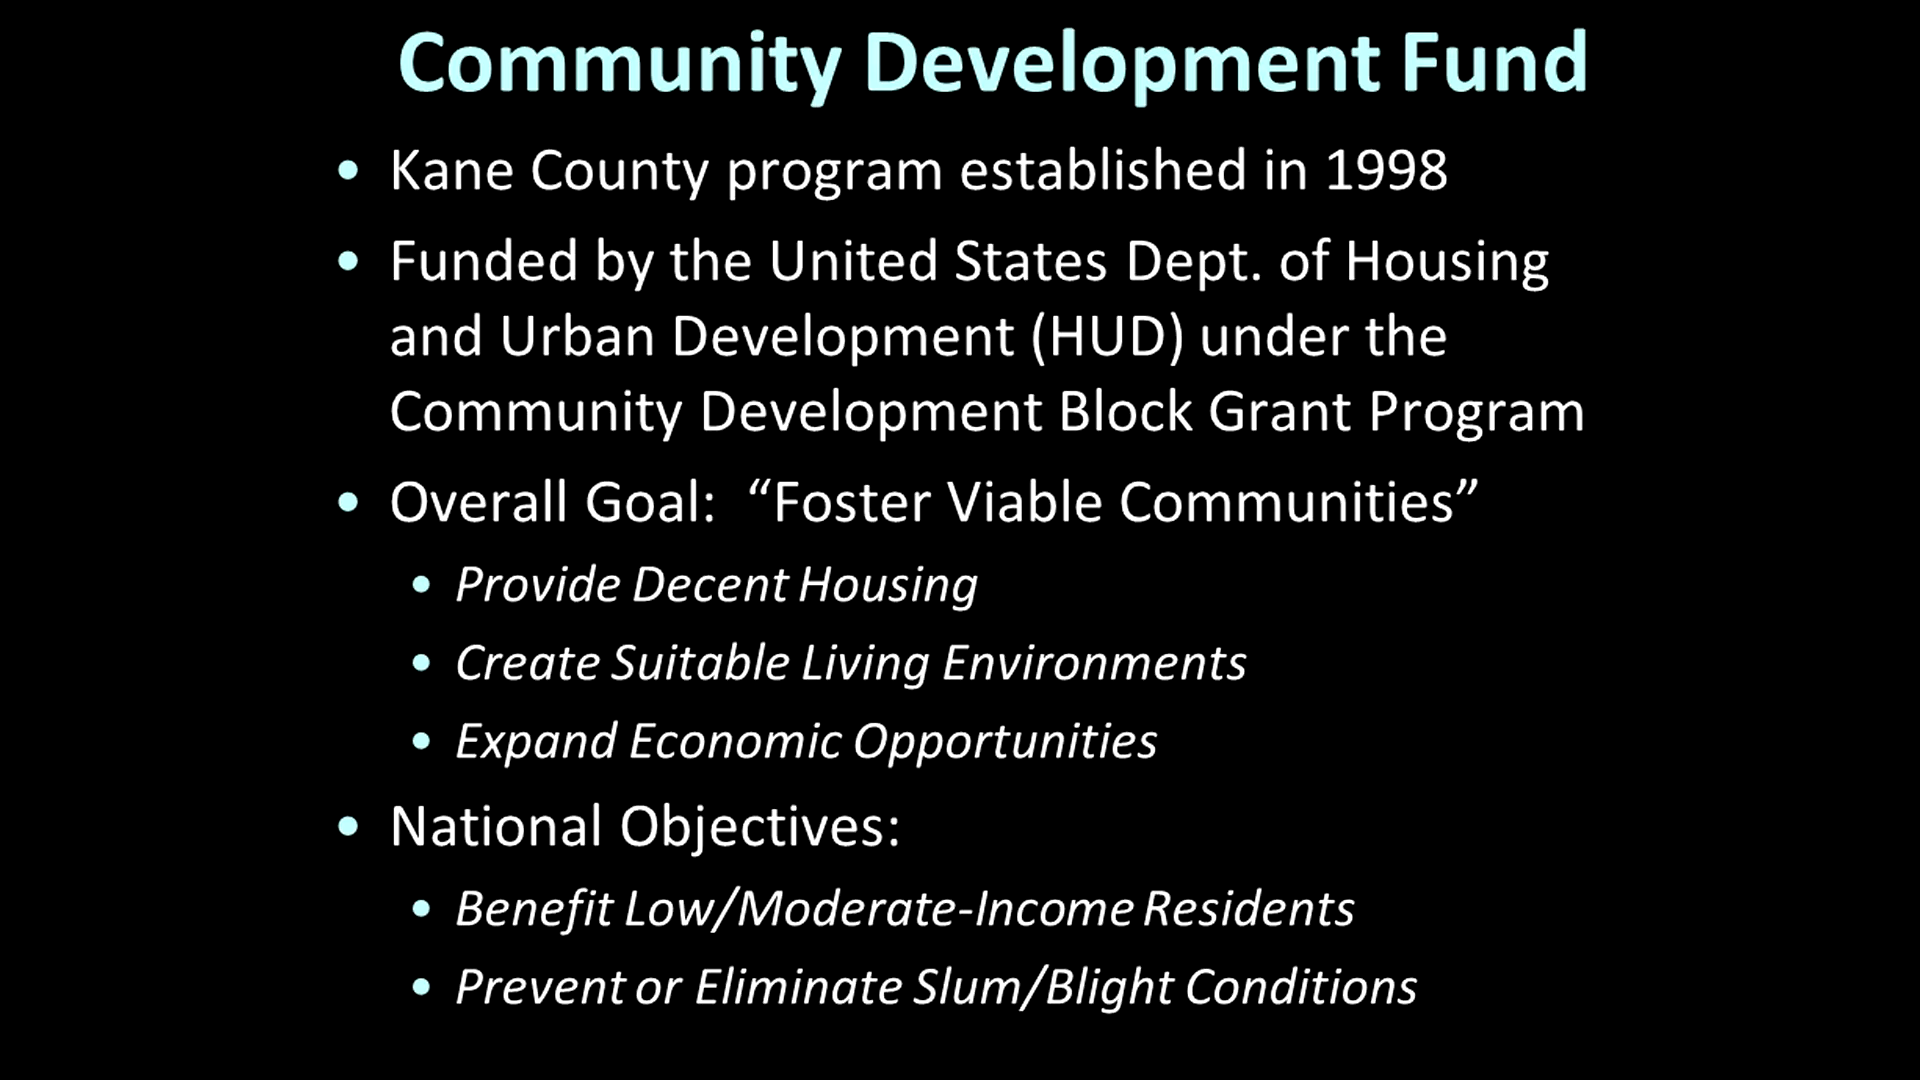 Community Development Fund
• Kane County program established in 1998
• Funded by the United States Dept. of Housing
and Urban Development (HUD) under the
Community Development Block Grant Program
• Overall Goal:  “Foster Viable Communities”
• Provide Decent Housing
• Create Suitable Living Environments
• Expand Economic Opportunities
• National Objectives:
• Benefit Low/Moderate-Income Residents
• Prevent or Eliminate Slum/Blight Conditions